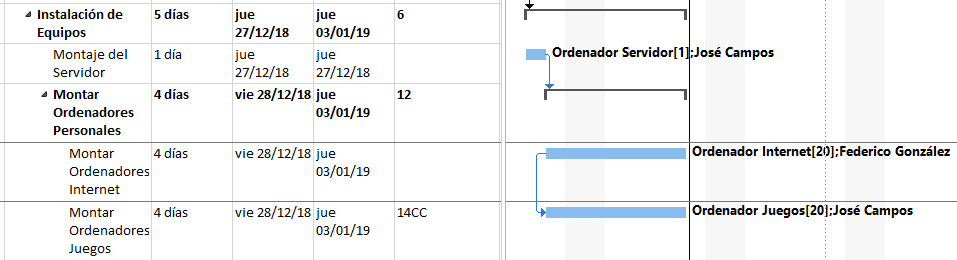 Instalación de Equipos 5 días jue 27/12/18 jue 03/01/19 6
Ordenador Servidor[1];José Campos
Montaje del Servidor 1 día jue 27/12/18 jue 27/12/18
Montar Ordenadores Personales 4 días vie 28/12/18 jue 03/01/19 12
Montar Ordenadores Internet 4 días vie 28/12/18 jue 03/01/19
Ordenador Internet[20];Federico González
Montar Ordenadores Juegos 4 días vie 28/12/18 jue 03/01/19 14CC
Ordenador Juegos[20];José Campos